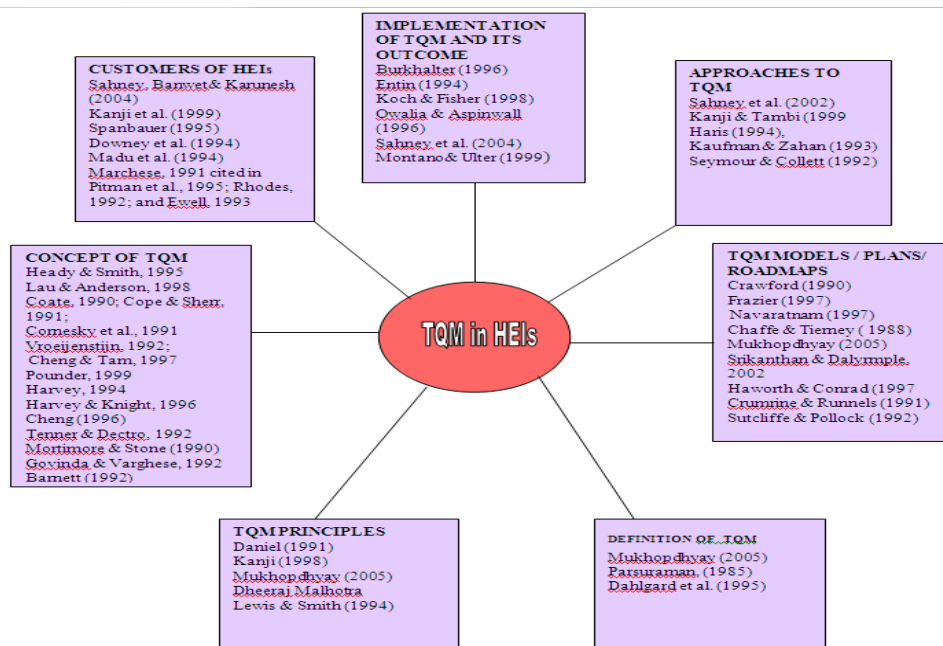 IMPLEMENTATION
OF TQM AND ITS
OUTCOME
Burkhalter (1996)
Entin (1994)
Koch & Fisher (1998)
Owalia & Aspinwall
(1996)
Sahney et al. (2004)
Montano & Ulter (1999)
CUSTOMERS OF HEIs
Sahney, Banwet & Karunesh
(2004)
Kanji et al. (1999)
Spanbauer (1995)
Downey et al. (1994)
Madu et al. (1994)
Marchese, 1991 cited in
Pitman et al., 1995; Rhodes,
1992; and Ewell, 1993
APPROACHES TO
TQM
Sahney et al. (2002)
Kanji & Tambi (1999
Haris (1994),
Kaufman & Zahan (1993)
Seymour & Collett (1992)
CONCEPT OF TQM
Heady & Smith, 1995
Lau & Anderson, 1998
Coate, 1990; Cope & Sherr,
1991;
Cornesky et al., 1991
Vroeijenstijn, 1992;
Cheng & Tam, 1997
Pounder, 1999
Harvey, 1994
Harvey & Knight, 1996
Cheng (1996)
Tenner & Dectro, 1992
Mortimore & Stone (1990)
Govinda & Varghese, 1992
Barnett (1992)
TQM in HEIs
TQM MODELS / PLANS/
ROADMAPS
Crawford (1990)
Frazier (1997)
Navaratnam (1997)
Chaffe & Tierney ( 1988)
Mukhopdhyay (2005)
Srikanthan & Dalyrmple,
2002
Haworth & Conrad (1997
Crumrine & Runnels (1991)
Sutcliffe & Pollock (1992)
TQM PRINCIPLES
Daniel (1991)
Kanji (1998)
Mukhopdhyay (2005)
Dheeraj Malhotra
Lewis & Smith (1994)
DEFINITION OF TQM
Mukhopdhyay (2005)
Parsuraman, (1985)
Dahlgard et al. (1995)